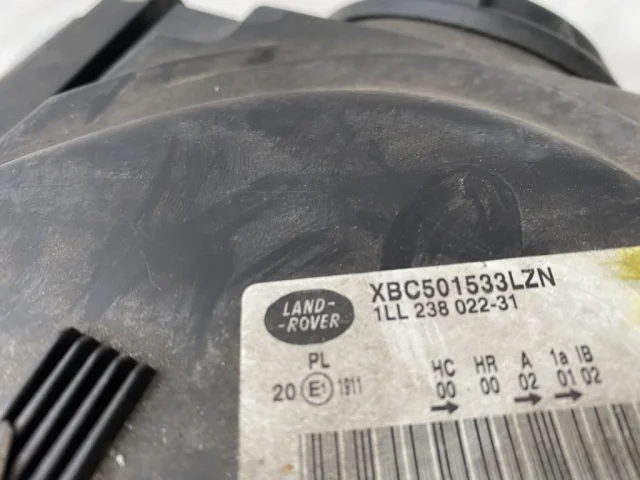 LAND-
-ROVER
XBC501533LZN
1LL 238 022-31
PL
20 E1 1911
HC HR A 1a IB
00 00 02 01 02